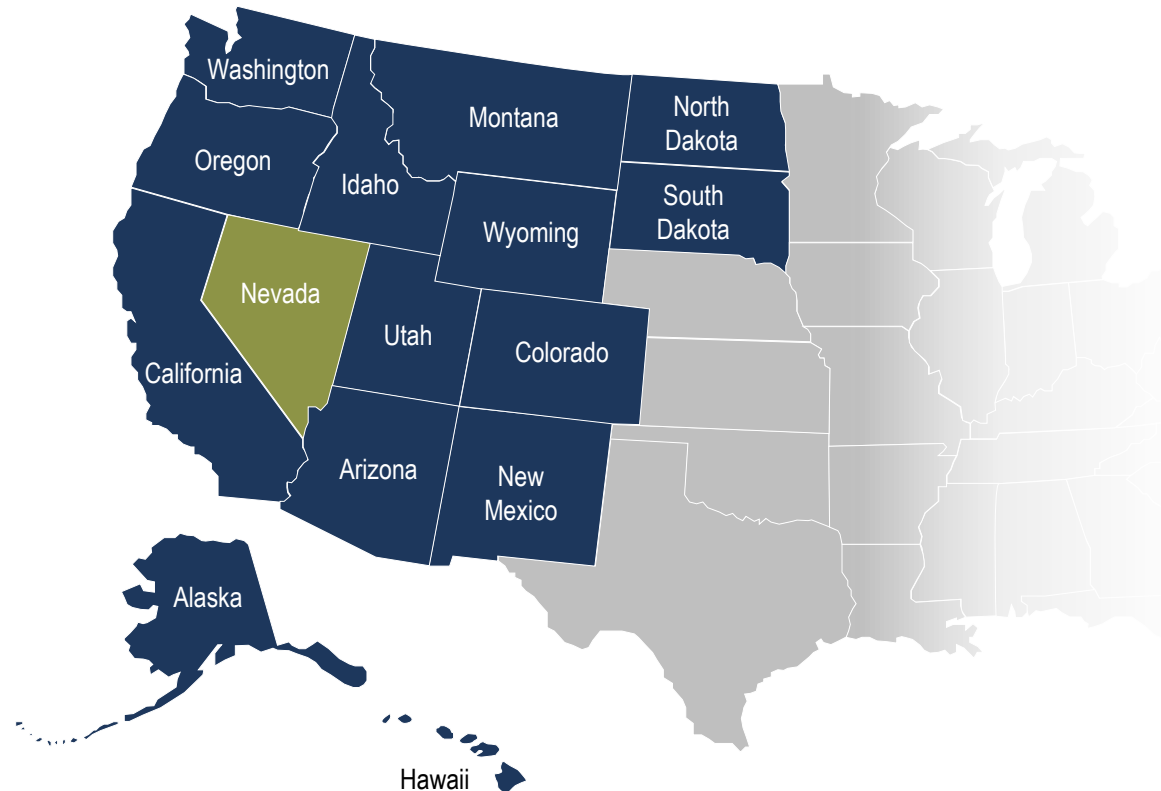 Washington
Montana
North
Dakota
Oregon
Idaho
South
Dakota
Wyoming
Nevada
Utah
Colorado
California
Arizona
New
Mexico
Alaska
Hawaii